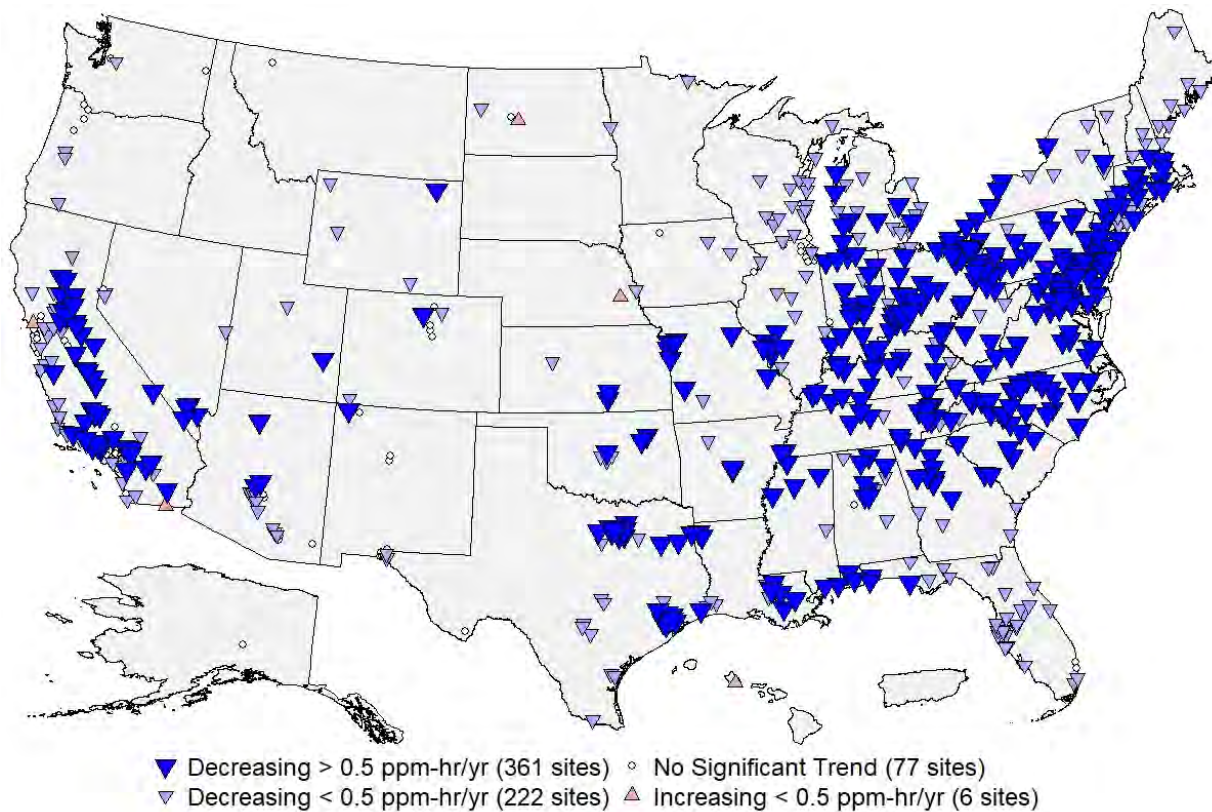 Decreasing > 0.5 ppm-hr/yr (361 sites)
No Significant Trend (77 sites)
Decreasing < 0.5 ppm-hr/yr (222 sites)
Increasing < 0.5 ppm-hr/yr (6 sites)